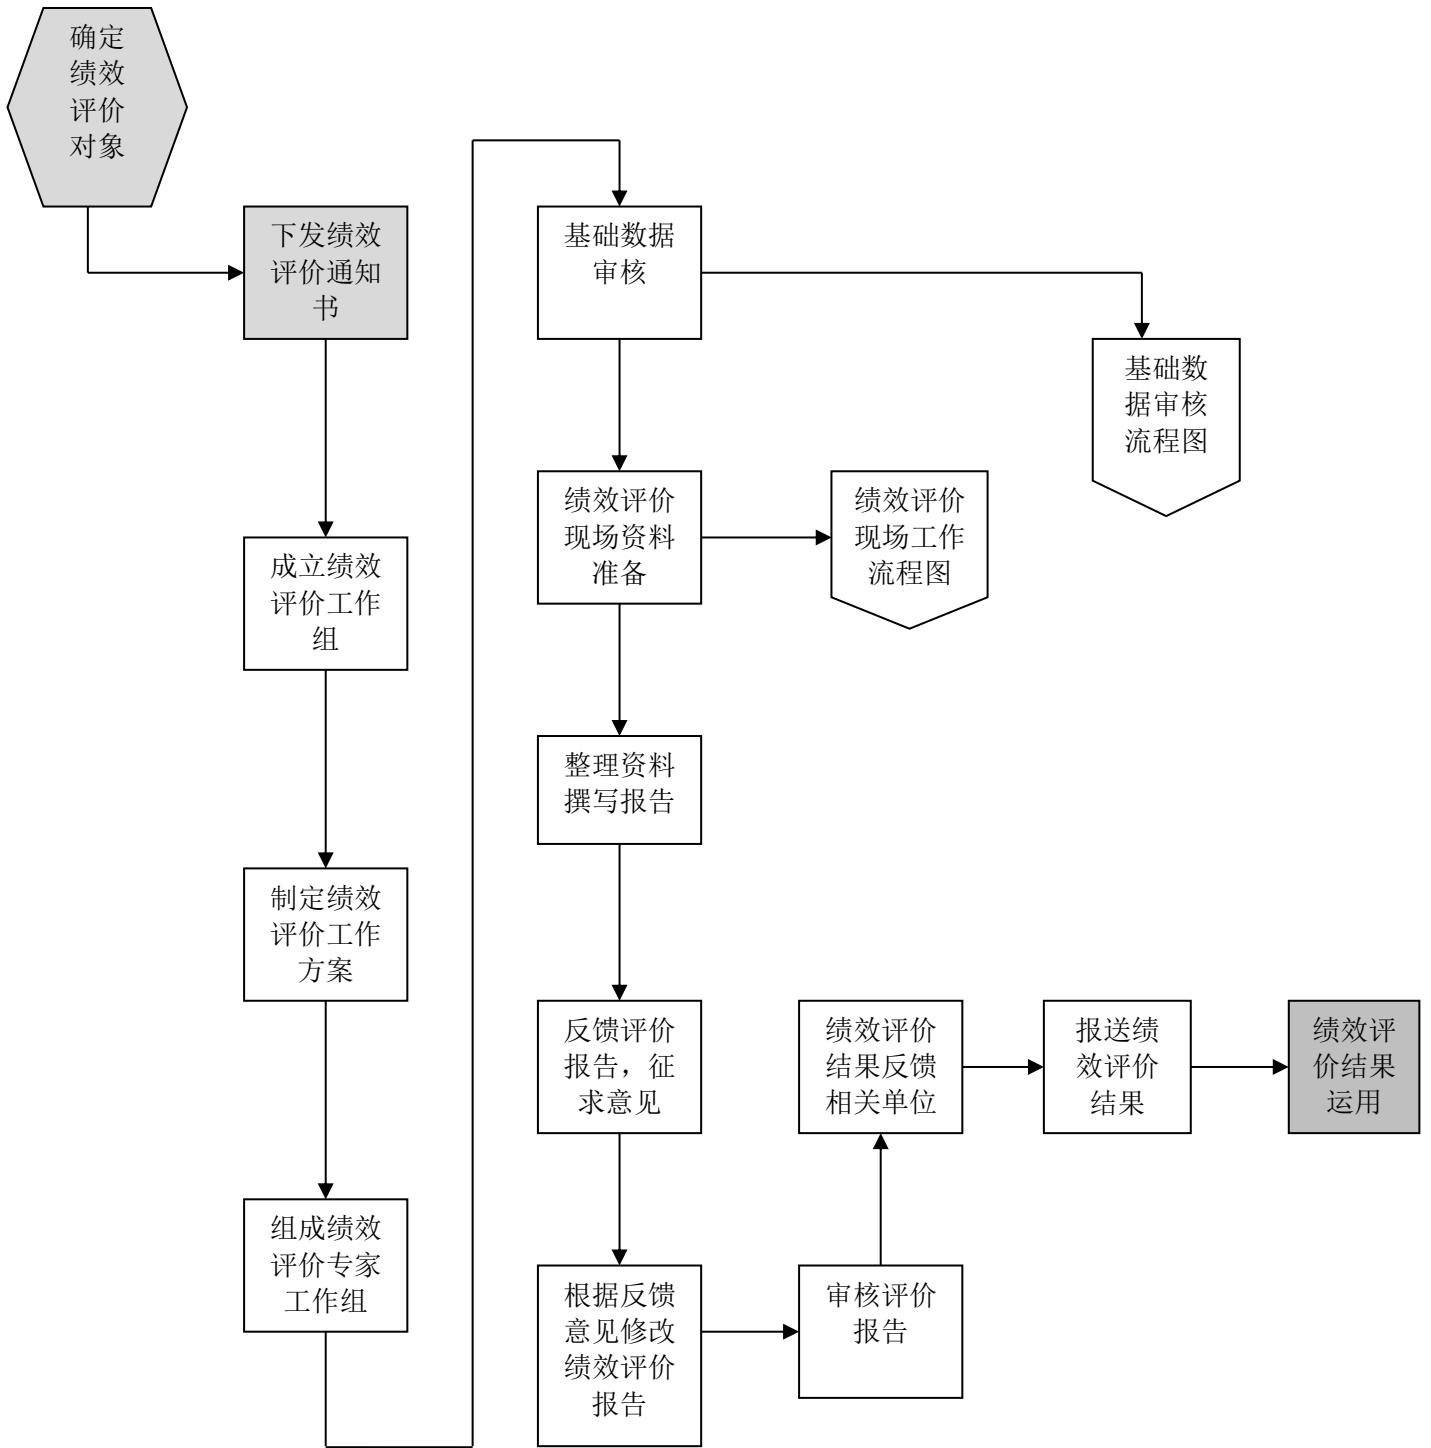 确定
绩效
评价
对象
下发绩效
评价通知
书
成立绩效
评价工作
组
制定绩效
评价工作
方案
组成绩效
评价专家
工作组
基础数据
审核
基础数
据审核
流程图
绩效评价
现场资料
准备
绩效评价
现场工作
流程图
整理资料
撰写报告
反馈评价
报告，征
求意见
根据反馈
意见修改
绩效评价
报告
审核评价
报告
绩效评价
结果反馈
相关单位
报送绩
效评价
结果
绩效评
价结果
运用